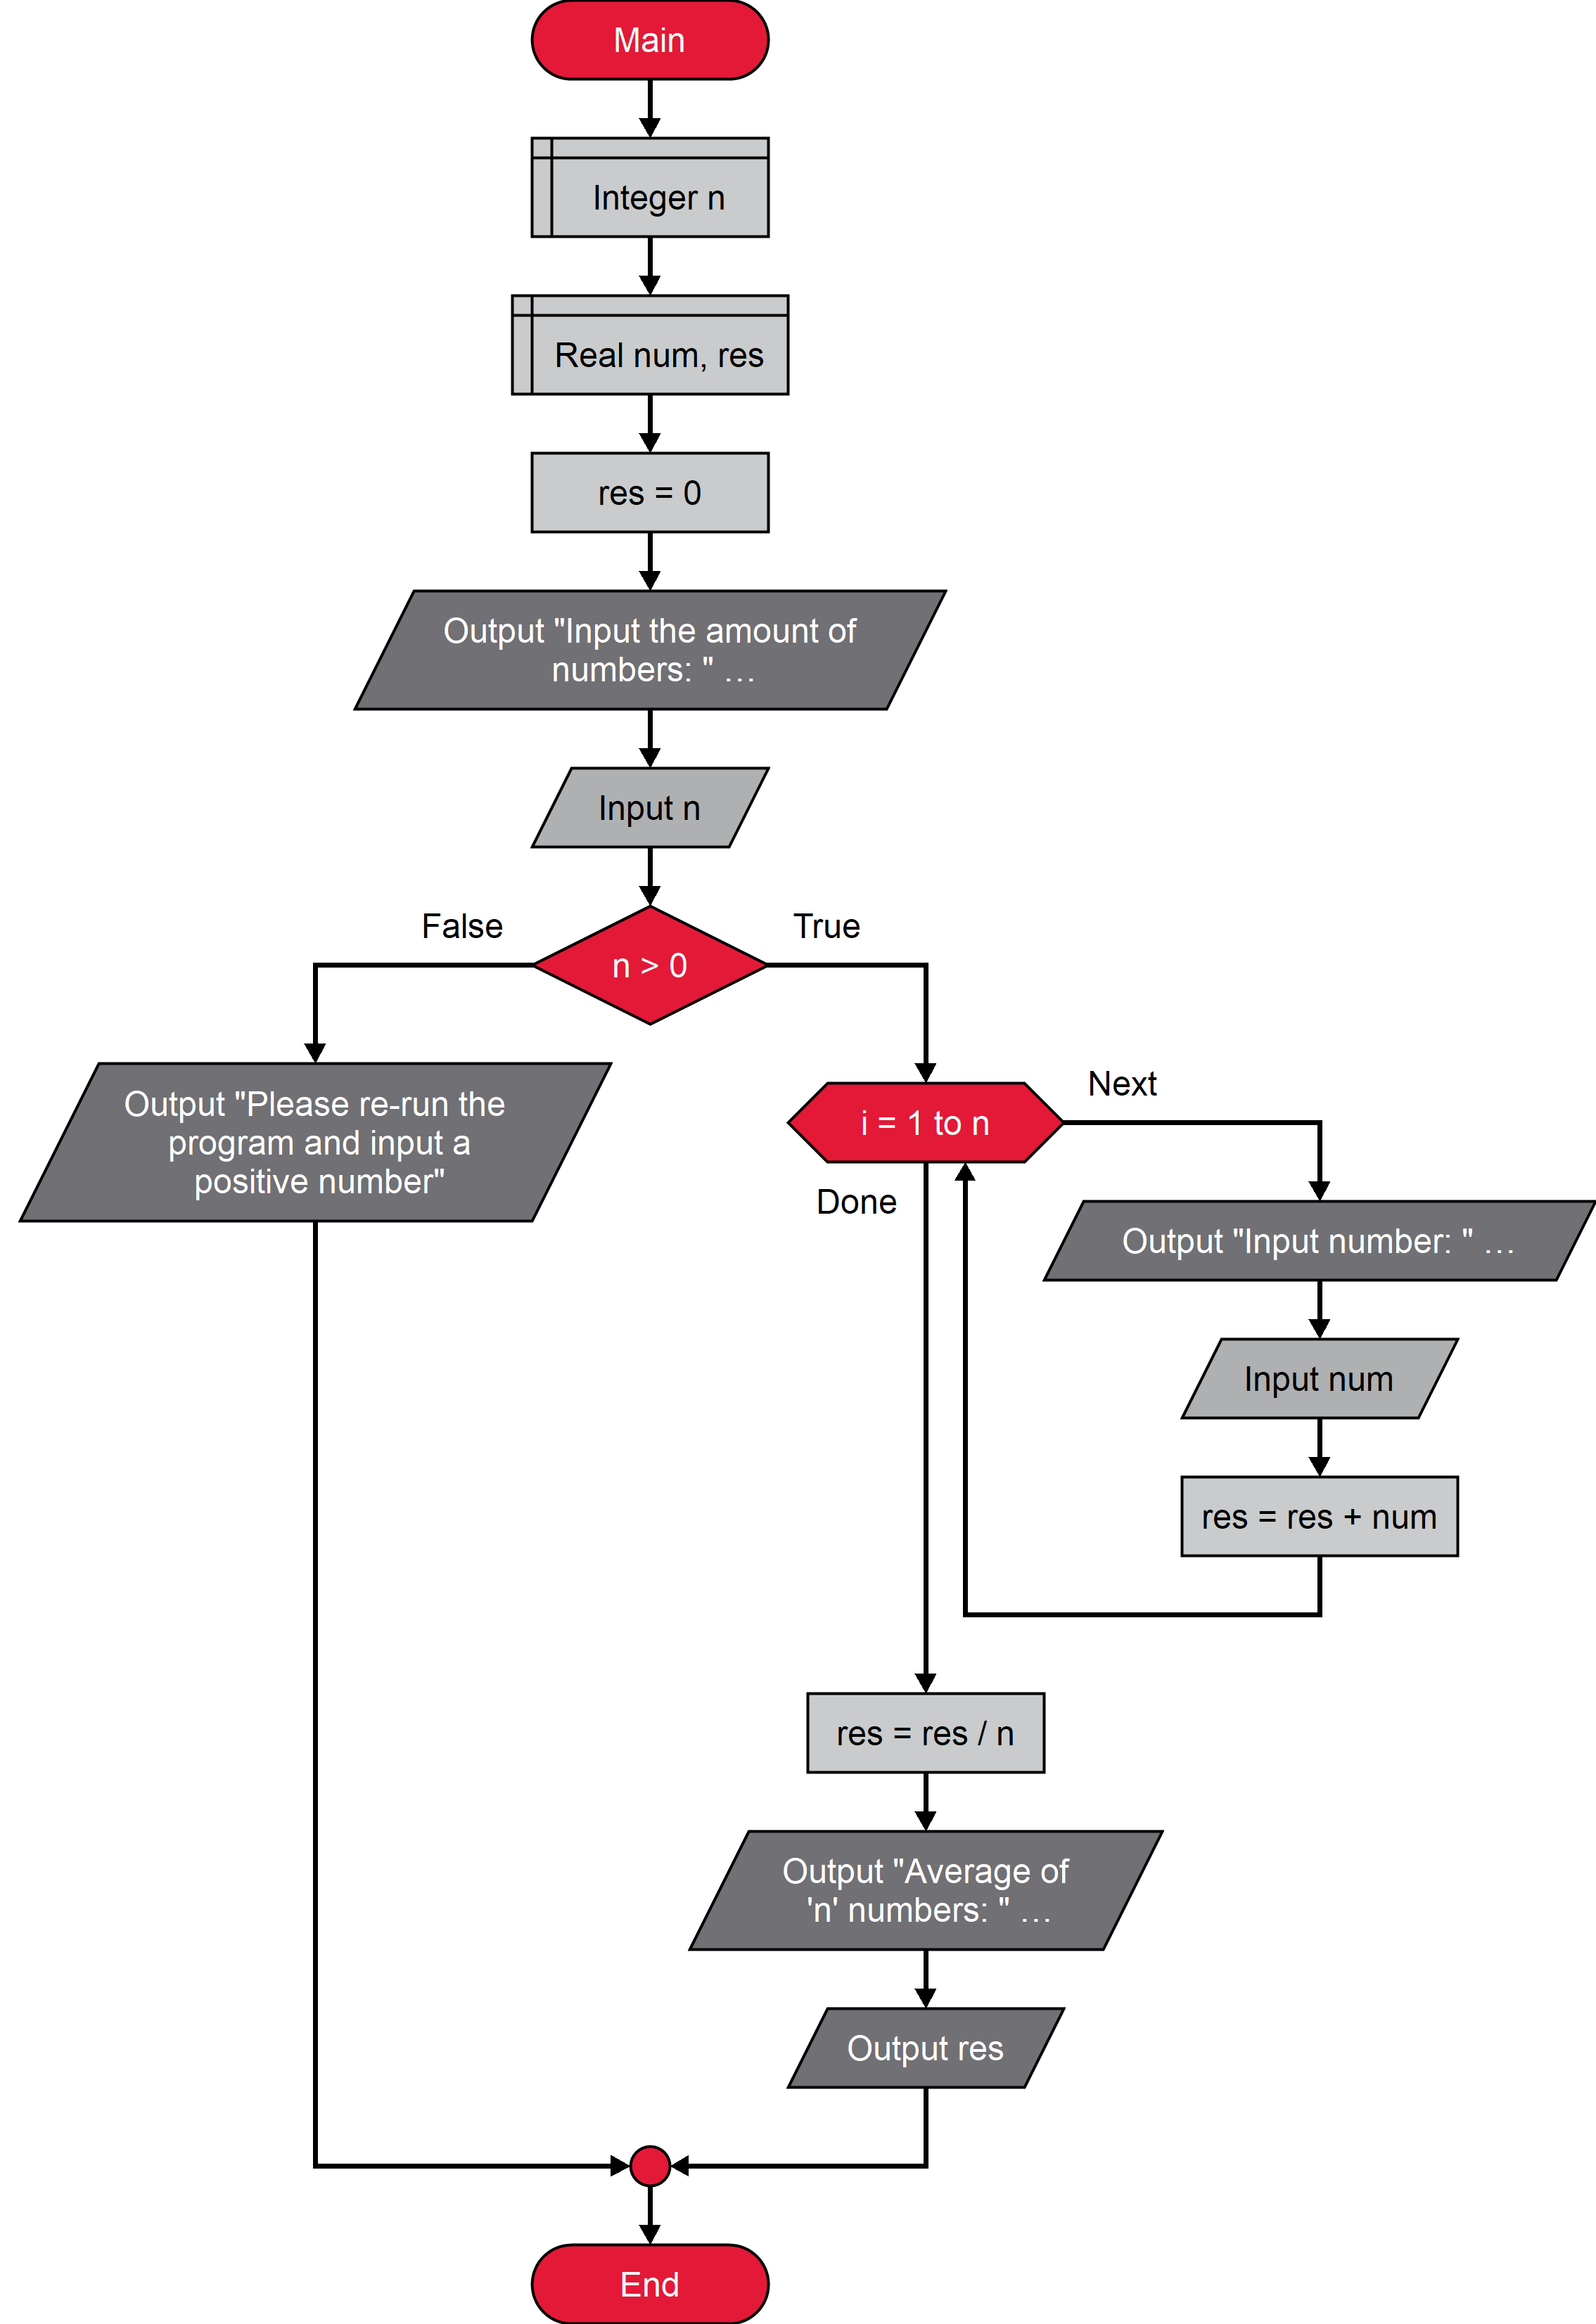 Main
Integer n
Real num, res
res = 0
Output "Input the amount of
numbers: " …
Input n
False
True
n > 0
Output "Please re-run the
program and input a
positive number"
i = 1 to n
Next
Done
Output "Input number: " …
Input num
res = res + num
res = res / n
Output "Average of
'n' numbers: " …
Output res
End